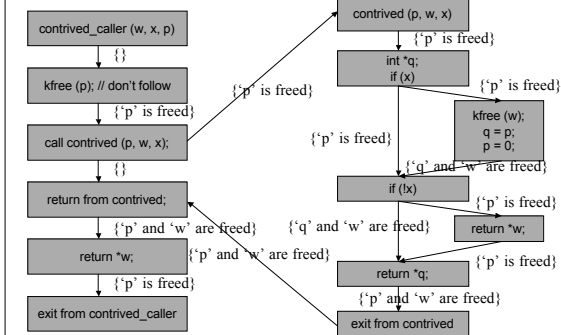 contrived_caller (w, x, p)
{}
kfree (p); // don't follow
{'p' is freed}
call contrived (p, w, x);
{}
return from contrived;
{'p' and 'w' are freed}
return *w;
{'p' is freed}
exit from contrived_caller
{'p' is freed}
{'p' and 'w' are freed}
contrived (p, w, x)
{'p' is freed}
int *q;
if (x)
{'p' is freed}
kfree (w);
q = p;
p = 0;
{'p' is freed}
{'q' and 'w' are freed}
if (!x)
{'p' is freed}
return *w;
{'q' and 'w' are freed}
{'p' is freed}
return *q;
{'p' and 'w' are freed}
exit from contrived